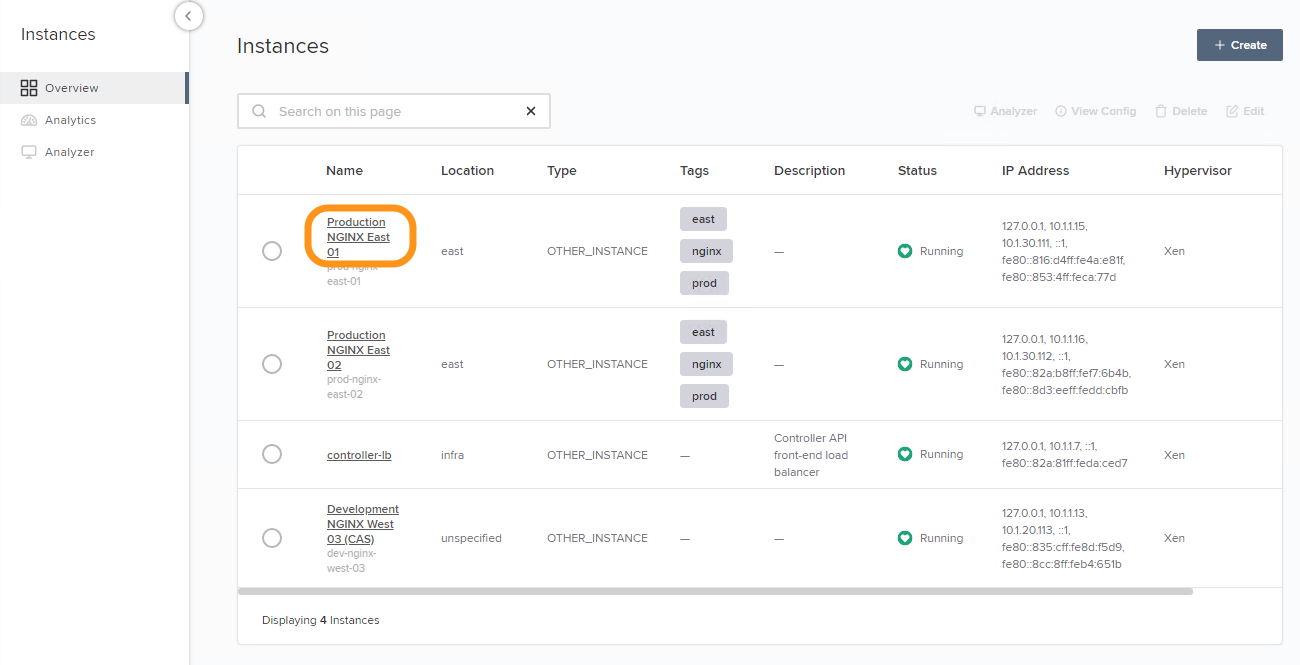 Instances
Overview
Analytics
Analyzer
Instances
+ Create
Search on this page
Analyzer
View Config
Delete
Edit
Name
Location
Type
Tags
Description
Status
IP Address
Hypervisor
Production
NGINX East
01
prod-nginx-
east-01
east
OTHER_INSTANCE
east
nginx
prod
—
Running
127.0.0.1, 10.1.1.15,
10.1.30.111, ::1,
fe80::816:d4ff:fe4a:e81f,
fe80::853:4ff:feca:77d
Xen
Production
NGINX East
02
prod-nginx-
east-02
east
OTHER_INSTANCE
east
nginx
prod
—
Running
127.0.0.1, 10.1.1.16,
10.1.30.112, ::1,
fe80::82a:b8ff:fef7:6b4b,
fe80::8d3:eeff:fedd:cbfb
Xen
controller-lb
infra
OTHER_INSTANCE
—
Controller API
front-end load
balancer
Running
127.0.0.1, 10.1.1.7, ::1,
fe80::82a:81ff:feda:ced7
Xen
Development
NGINX West
03 (CAS)
dev-nginx-
west-03
unspecified
OTHER_INSTANCE
—
—
Running
127.0.0.1, 10.1.1.13,
10.1.20.113, ::1,
fe80::835:cff:fe8d:f5d9,
fe80::8cc:8ff:feb4:651b
Xen
Displaying 4 Instances